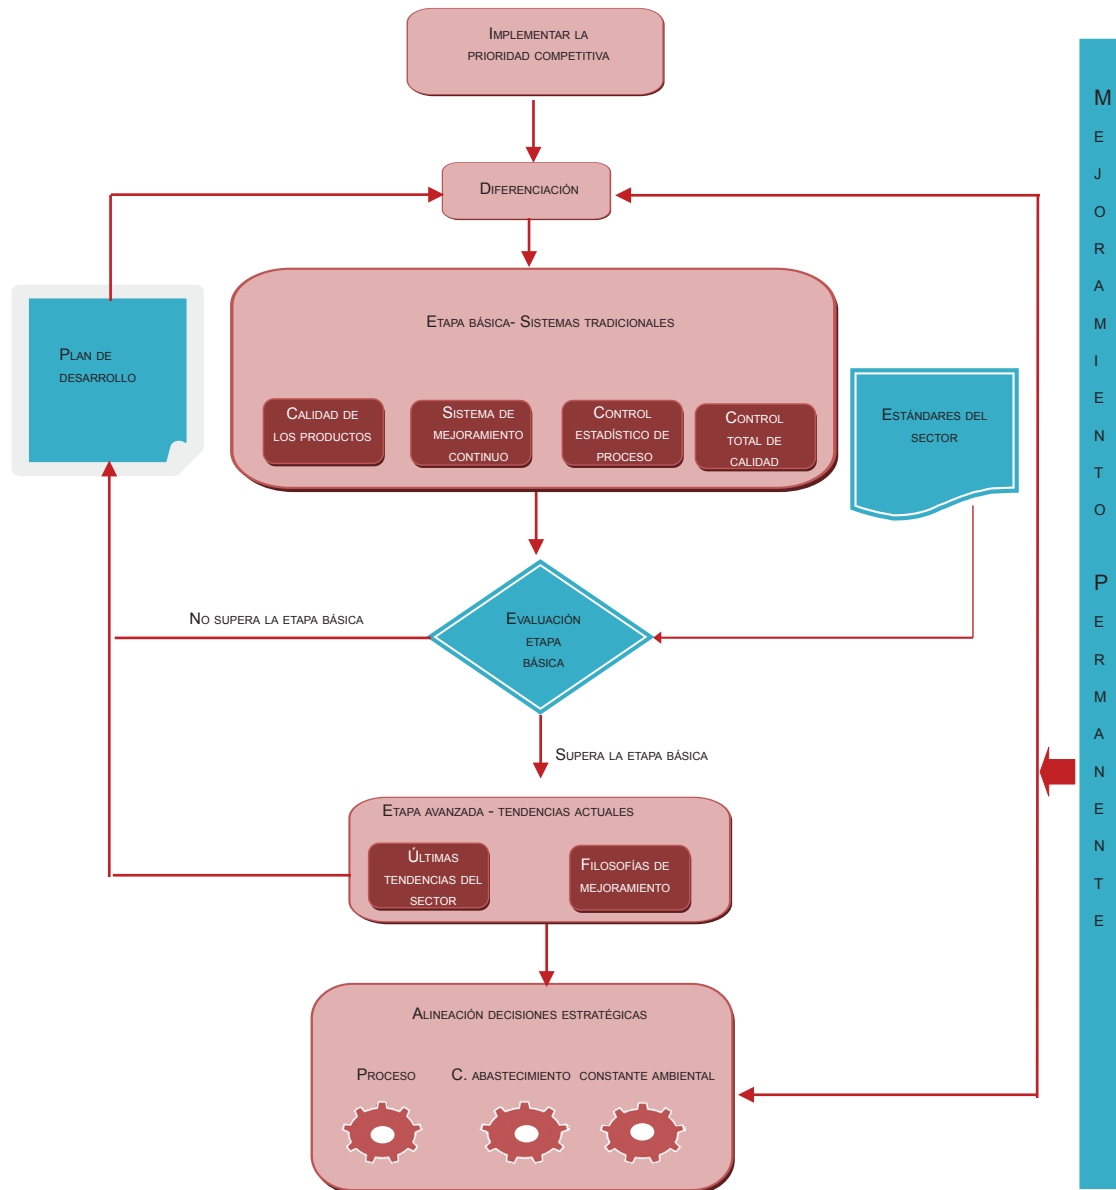 Implementar la
prioridad competitiva
Diferenciación
Etapa básica- Sistemas tradicionales
Calidad de
los productos
Sistema de
mejoramiento
continuo
Control
estadístico de
proceso
Control
total de
calidad
Plan de
desarrollo
Estándares del
sector
No supera la etapa básica
Evaluación
etapa
básica
Supera la etapa básica
Etapa avanzada - tendencias actuales
Últimas
tendencias del
sector
Filosofías de
mejoramiento
Alineación decisiones estratégicas
Proceso
C. abastecimiento
constante ambiental
Mejoramiento Permanente